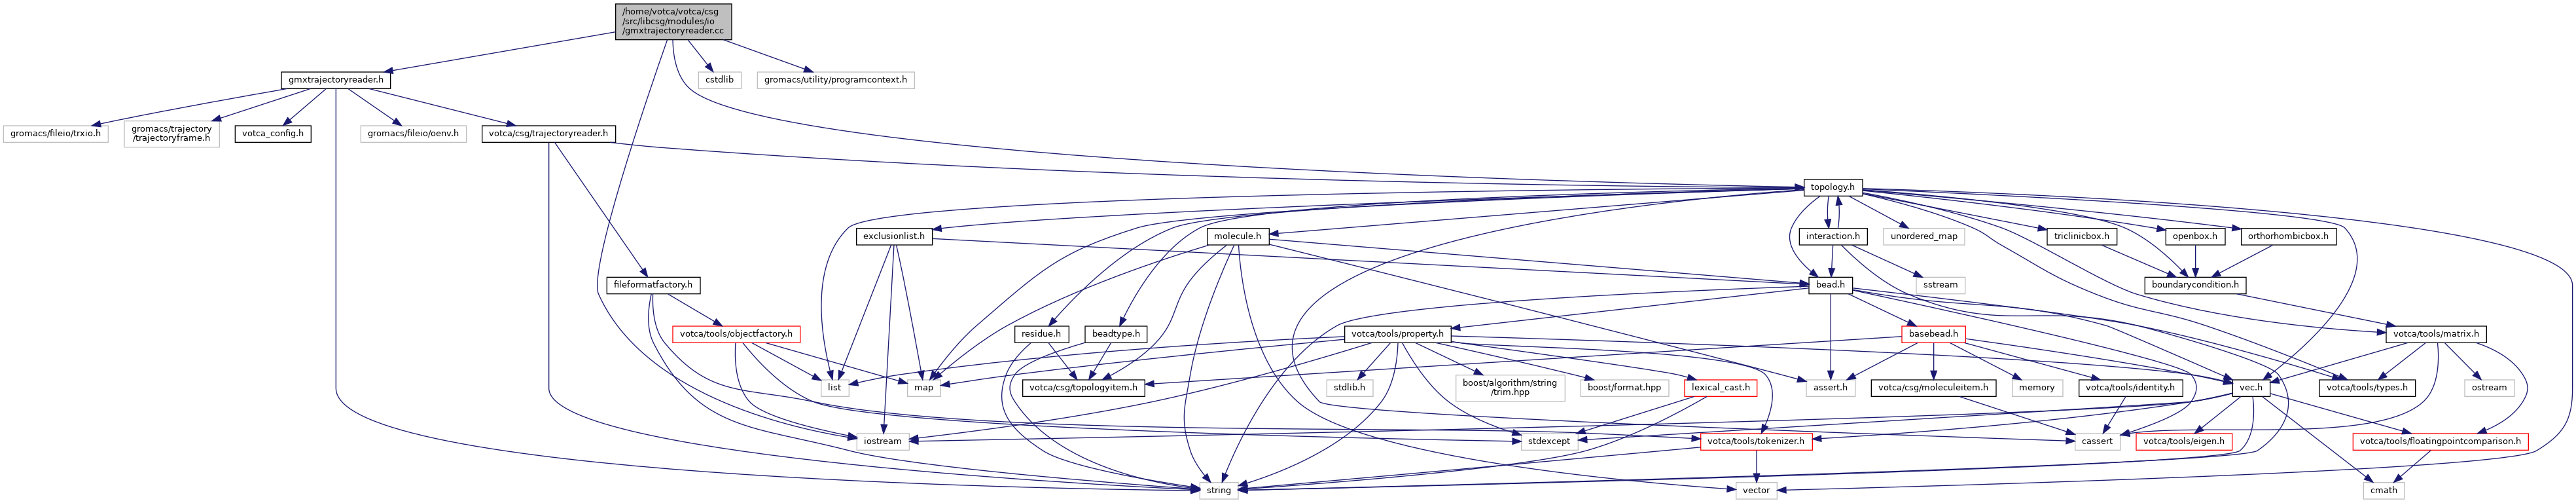 /home/votca/votca/csg
/src/libcsg/modules/io
/gmxtrajectoryreader.cc
gmxtrajectoryreader.h
cstdlib
gromacs/utility/programcontext.h
gromacs/fileio/trxio.h
gromacs/trajectory
/trajectoryframe.h
votca_config.h
gromacs/fileio/oenv.h
votca/csg/trajectoryreader.h
topology.h
exclusionlist.h
molecule.h
interaction.h
unordered_map
triclinicbox.h
openbox.h
orthorhombicbox.h
fileformatfactory.h
bead.h
sstream
boundarycondition.h
votca/tools/objectfactory.h
residue.h
beadtype.h
votca/tools/property.h
basebead.h
votca/tools/matrix.h
list
map
votca/csg/topologyitem.h
stdlib.h
boost/algorithm/string
/trim.hpp
boost/format.hpp
lexical_cast.h
assert.h
votca/csg/moleculeitem.h
memory
votca/tools/identity.h
vec.h
votca/tools/types.h
ostream
iostream
stdexcept
votca/tools/tokenizer.h
cassert
votca/tools/eigen.h
votca/tools/floatingpointcomparison.h
string
vector
cmath